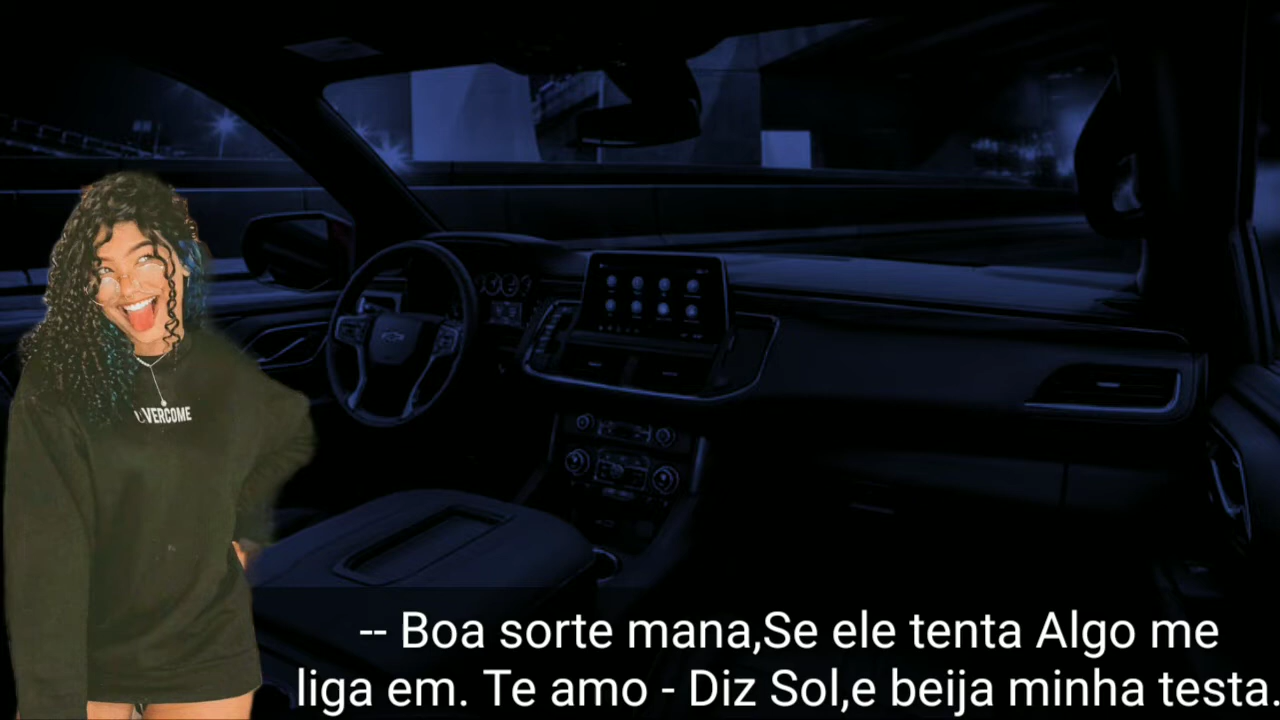 OVERCOME
-- Boa sorte mana,Se ele tenta Algo me
liga em. Te amo - Diz Sol,e beija minha testa.